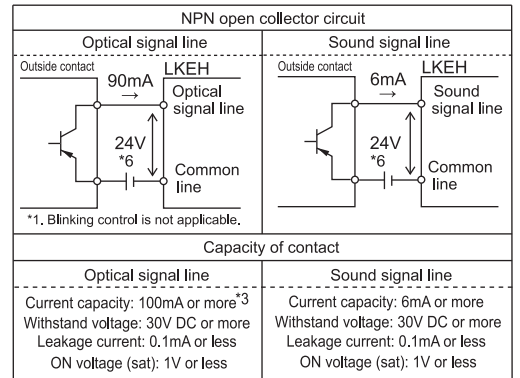 NPN open collector circuit
Optical signal line
Outside contact
LKEH
90mA
→
Optical
signal line
24V
*6
Common
line
*1. Blinking control is not applicable.
Sound signal line
Outside contact
LKEH
6mA
→
Sound
signal line
24V
*6
Common
line
Capacity of contact
Optical signal line
Current capacity: 100mA or more*3
Withstand voltage: 30V DC or more
Leakage current: 0.1mA or less
ON voltage (sat): 1V or less
Sound signal line
Current capacity: 6mA or more
Withstand voltage: 30V DC or more
Leakage current: 0.1mA or less
ON voltage (sat): 1V or less